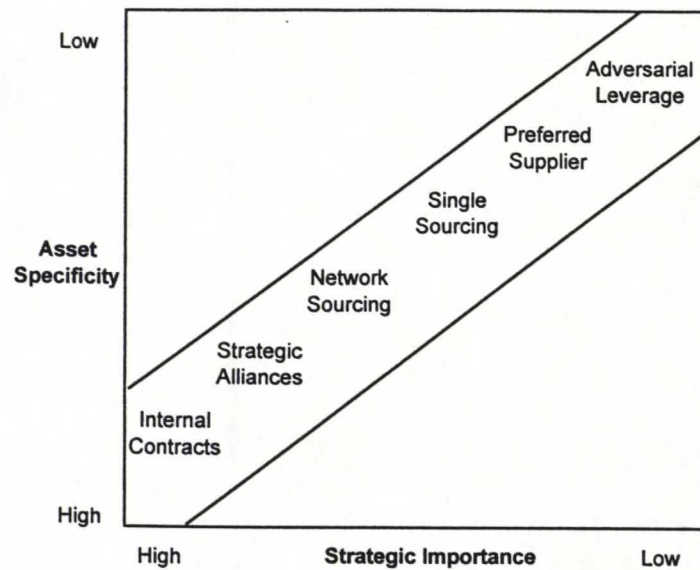 Low
Adversarial
Leverage
Preferred
Supplier
Single
Sourcing
Asset
Specificity
Network
Sourcing
Strategic
Alliances
Internal
Contracts
High
High
Strategic Importance
Low